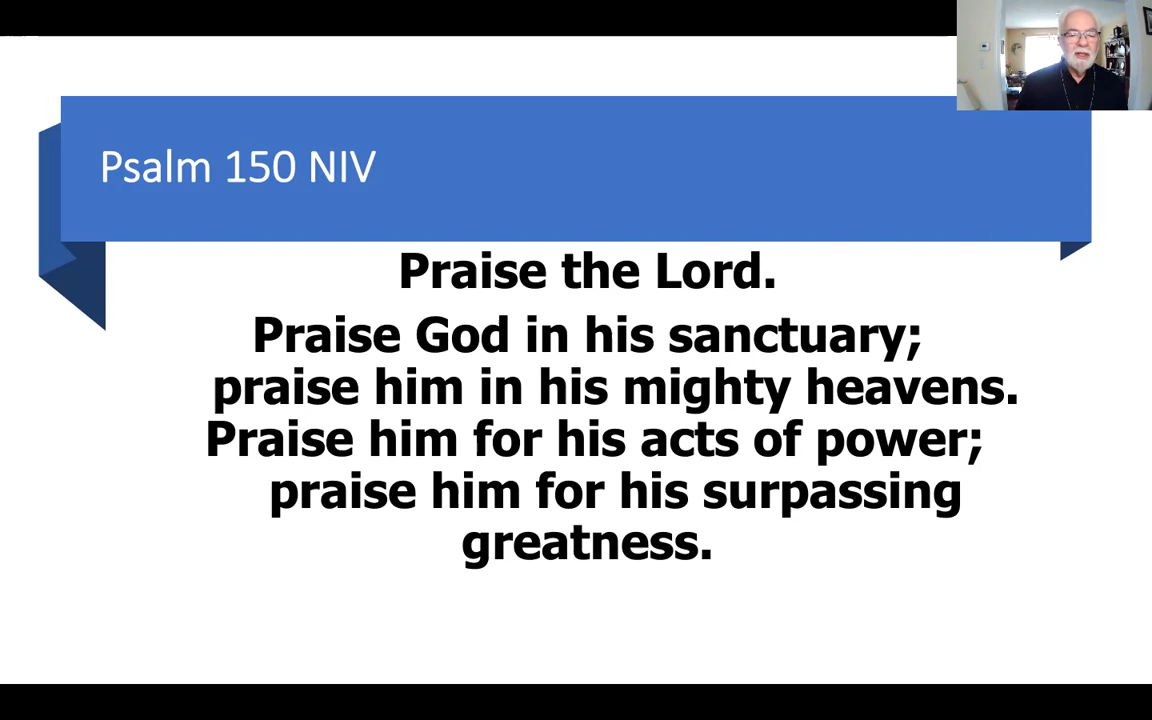 Psalm 150 NIV
Praise the Lord.
Praise God in his sanctuary;
praise him in his mighty heavens.
Praise him for his acts of power;
praise him for his surpassing
greatness.